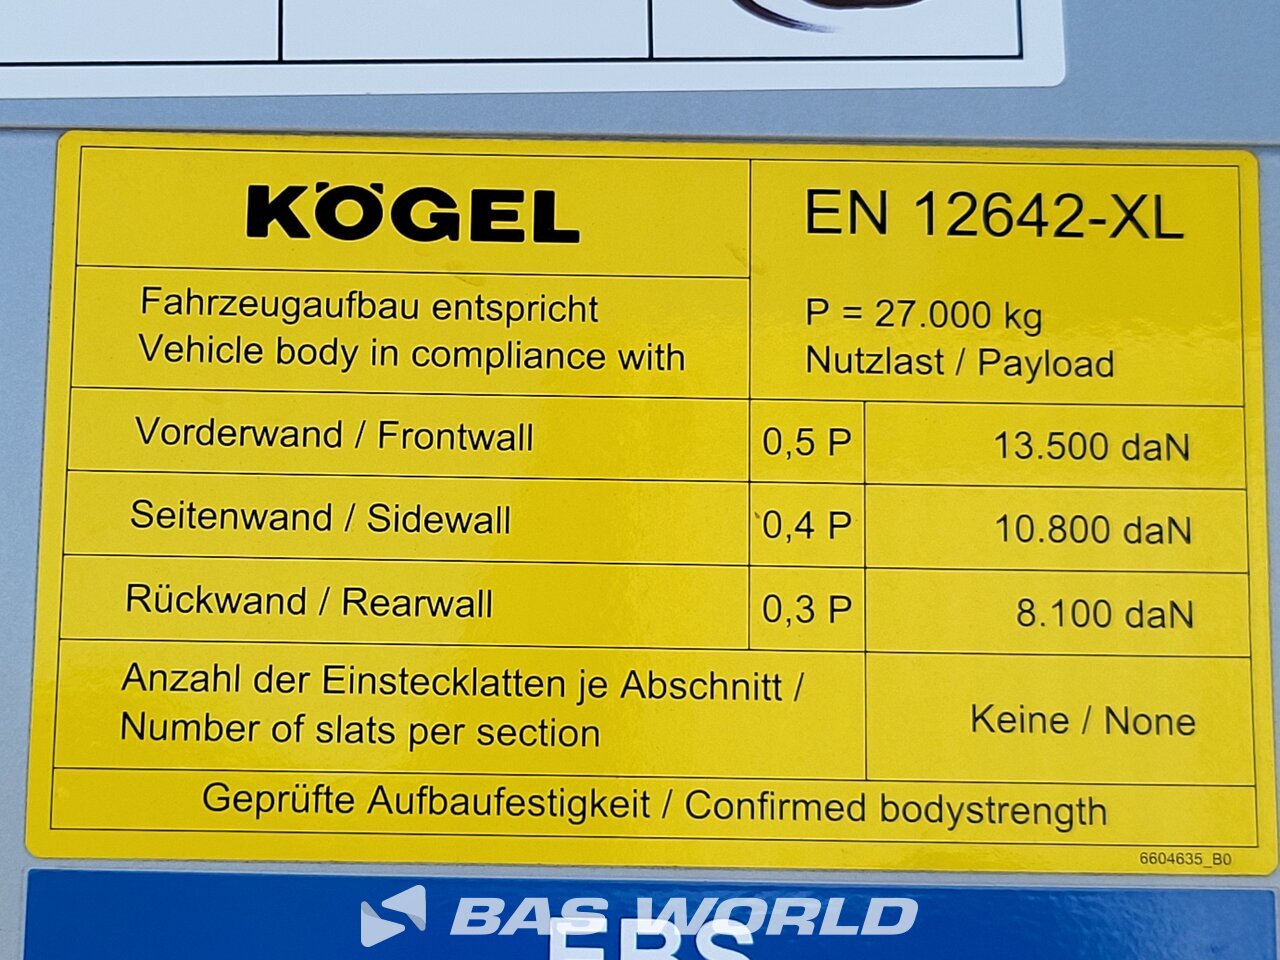 KÖGEL
EN 12642-XL
Fahrzeugaufbau entspricht
Vehicle body in compliance with
P = 27.000 kg
Nutzlast / Payload
Vorderwand / Frontwall 0,5 P 13.500 daN
Seitenwand / Sidewall 0,4 P 10.800 daN
Rückwand / Rearwall 0,3 P 8.100 daN
Anzahl der Einstecklatten je Abschnitt /
Number of slats per section
Keine / None
Geprüfte Aufbaufestigkeit / Confirmed bodystrength
6604635_B0
BAS WORLD
EBS